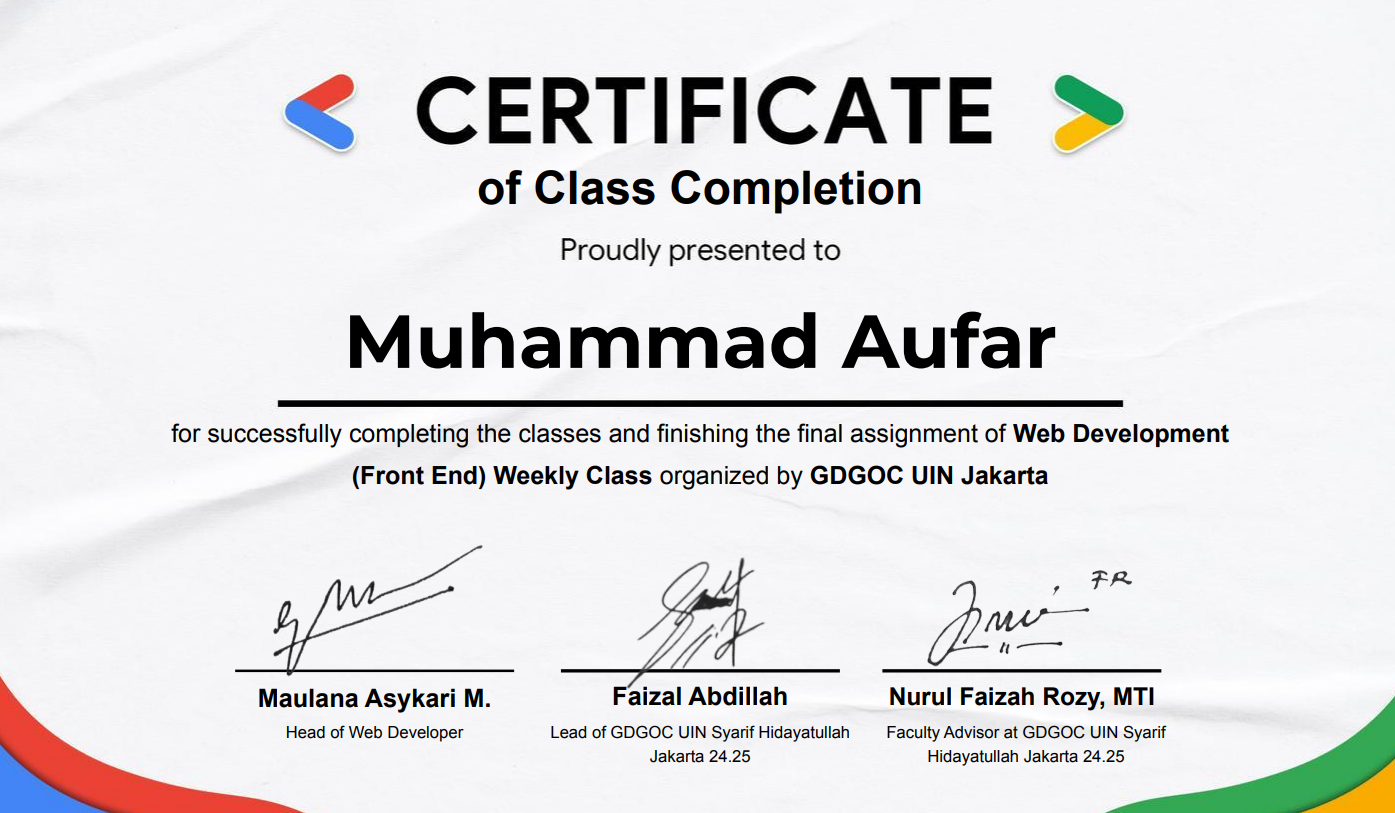 CERTIFICATE
of Class Completion
Proudly presented to
Muhammad Aufar
for successfully completing the classes and finishing the final assignment of Web Development
(Front End) Weekly Class organized by GDGOC UIN Jakarta
FR
Maulana Asykari M.
Faizal Abdillah
Nurul Faizah Rozy, MTI
Head of Web Developer
Lead of GDGOC UIN Syarif Hidayatullah
Jakarta 24.25
Faculty Advisor at GDGOC UIN Syarif
Hidayatullah Jakarta 24.25